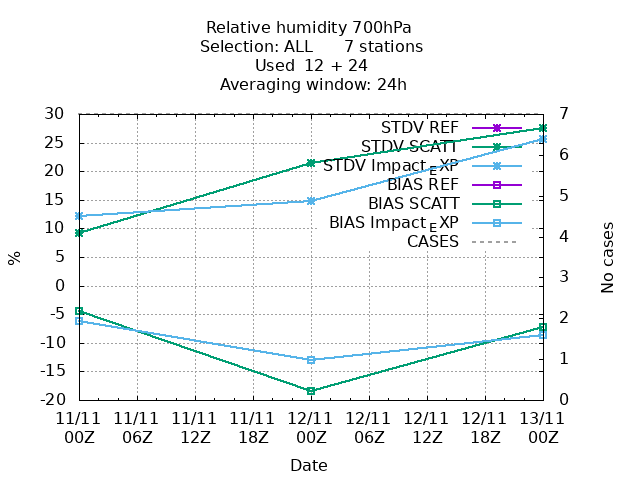 Relative humidity 700hPa
Selection: ALL 7 stations
Used 12 + 24
Averaging window: 24h
30
25
20
15
10
5
0
-5
-10
-15
-20
%
7
6
5
4
3
2
1
0
No cases
STDV REF
STDV SCATT
STDV Impact_EXP
BIAS REF
BIAS SCATT
BIAS Impact_EXP
CASES
11/11 11/11 11/11 11/11 12/11 12/11 12/11 12/11 13/11
00Z 06Z 12Z 18Z 00Z 06Z 12Z 18Z 00Z
Date